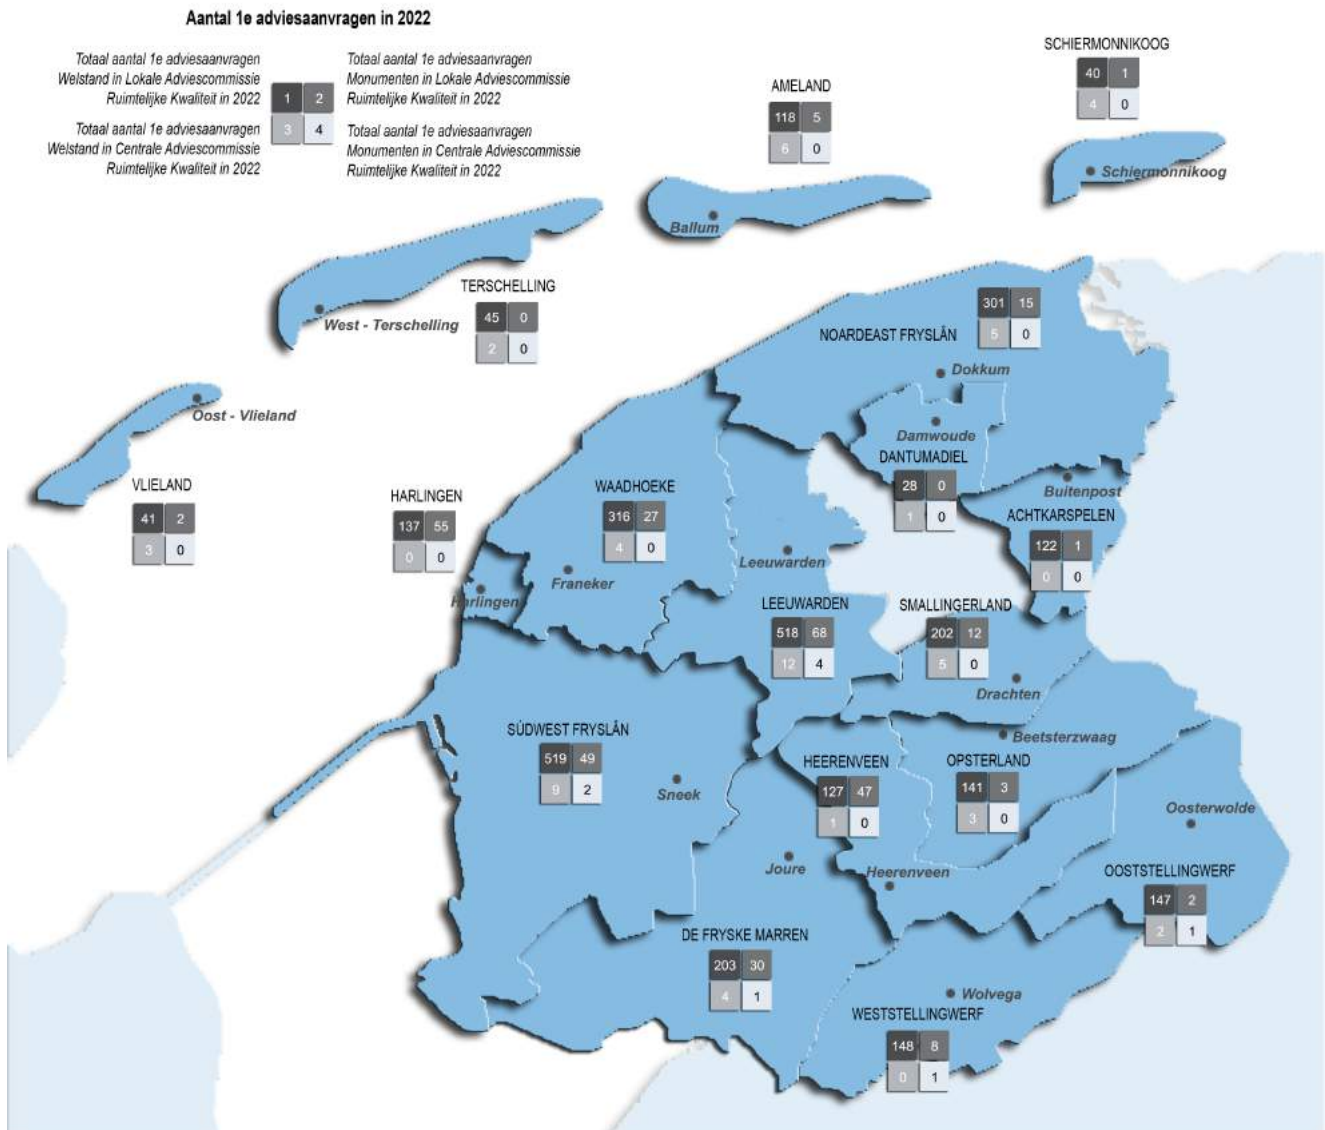 Aantal 1e adviesaanvragen in 2022
Totaal aantal 1e adviesaanvragen
Welstand in Lokale Adviescommissie
Ruimtelijke Kwaliteit in 2022
Totaal aantal 1e adviesaanvragen
Monumenten in Lokale Adviescommissie
Ruimtelijke Kwaliteit in 2022
1 2
3 4
Totaal aantal 1e adviesaanvragen
Welstand in Centrale Adviescommissie
Ruimtelijke Kwaliteit in 2022
Totaal aantal 1e adviesaanvragen
Monumenten in Centrale Adviescommissie
Ruimtelijke Kwaliteit in 2022
SCHIERMONNIKOOG
40 1
4 0
Schiermonnikoog
AMELAND
118 5
6 0
Ballum
TERSCHELLING
45 0
2 0
West - Terschelling
NOARDEAST FRYSLÂN
301 15
5 0
Dokkum
Oost - Vlieland
VLIELAND
41 2
3 0
Damwoude
DANTUMADIEL
28 0
1 0
HARLINGEN
137 55
0 0
Harlingen
WAADHOEKE
316 27
4 0
Franeker
Buitenpost
ACHTKARSPELEN
122 1
0 0
Leeuwarden
LEEUWARDEN
518 68
12 4
SMALLINGERLAND
202 12
5 0
Drachten
SÚDWEST FRYSLÂN
519 49
9 2
Sneek
HEERENVEEN
127 47
1 0
Heerenveen
Beetsterzwaag
OPSTERLAND
141 3
3 0
Oosterwolde
OOSTSTELLINGWERF
147 2
2 1
Joure
DE FRYSKE MARREN
203 30
4 1
Wolvega
WESTSTELLINGWERF
148 8
0 1